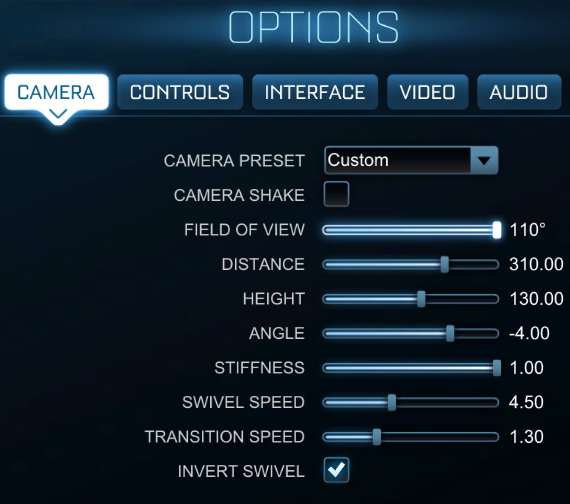 OPTIONS
CAMERA CONTROLS INTERFACE VIDEO AUDIO
CAMERA PRESET Custom
CAMERA SHAKE
FIELD OF VIEW 110°
DISTANCE 310.00
HEIGHT 130.00
ANGLE -4.00
STIFFNESS 1.00
SWIVEL SPEED 4.50
TRANSITION SPEED 1.30
INVERT SWIVEL